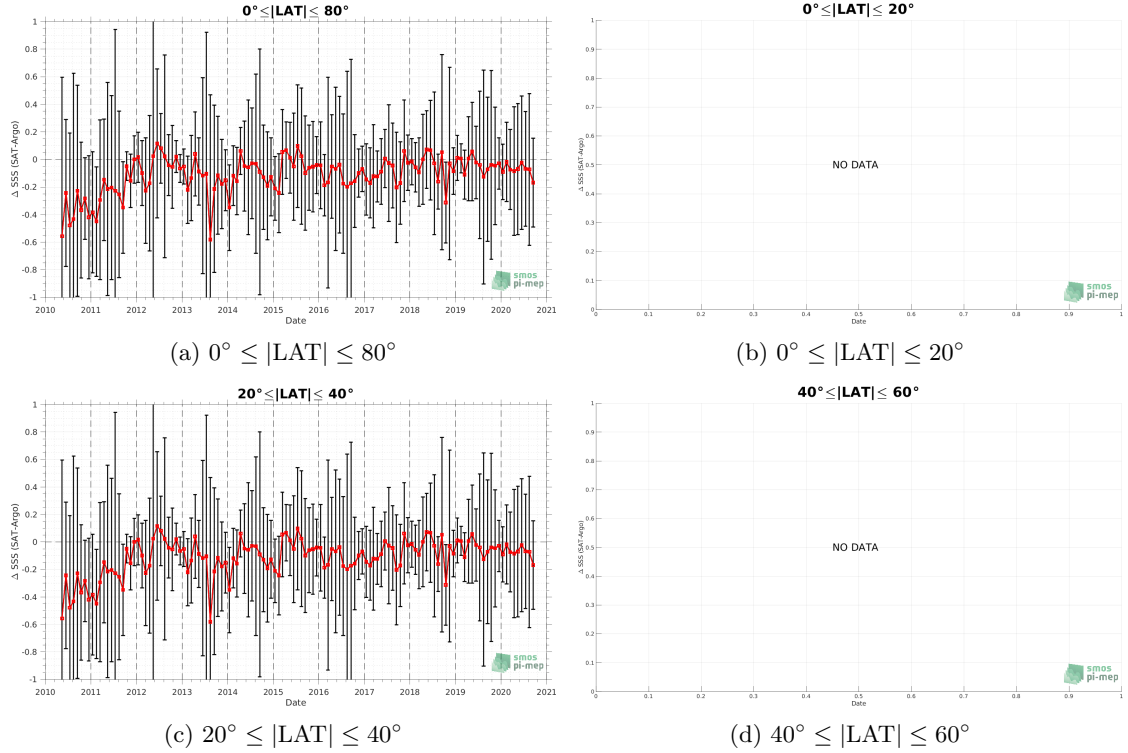 0°≤|LAT|≤ 80°
Δ SSS (SAT-Argo)
1
0.8
0.6
0.4
0.2
0
-0.2
-0.4
-0.6
-0.8
-1
2010 2011 2012 2013 2014 2015 2016 2017 2018 2019 2020 2021
Date
smos
pi-mep
(a) 0° ≤ |LAT| ≤ 80°
0°≤|LAT|≤ 20°
Δ SSS (SAT-Argo)
1
0.9
0.8
0.7
0.6
0.5
0.4
0.3
0.2
0.1
0
NO DATA
0 0.1 0.2 0.3 0.4 0.5 0.6 0.7 0.8 0.9 1
Date
smos
pi-mep
(b) 0° ≤ |LAT| ≤ 20°
20°≤|LAT|≤ 40°
Δ SSS (SAT-Argo)
1
0.8
0.6
0.4
0.2
0
-0.2
-0.4
-0.6
-0.8
-1
2010 2011 2012 2013 2014 2015 2016 2017 2018 2019 2020 2021
Date
smos
pi-mep
(c) 20° ≤ |LAT| ≤ 40°
40°≤|LAT|≤ 60°
Δ SSS (SAT-Argo)
1
0.9
0.8
0.7
0.6
0.5
0.4
0.3
0.2
0.1
0
NO DATA
0 0.1 0.2 0.3 0.4 0.5 0.6 0.7 0.8 0.9 1
Date
smos
pi-mep
(d) 40° ≤ |LAT| ≤ 60°